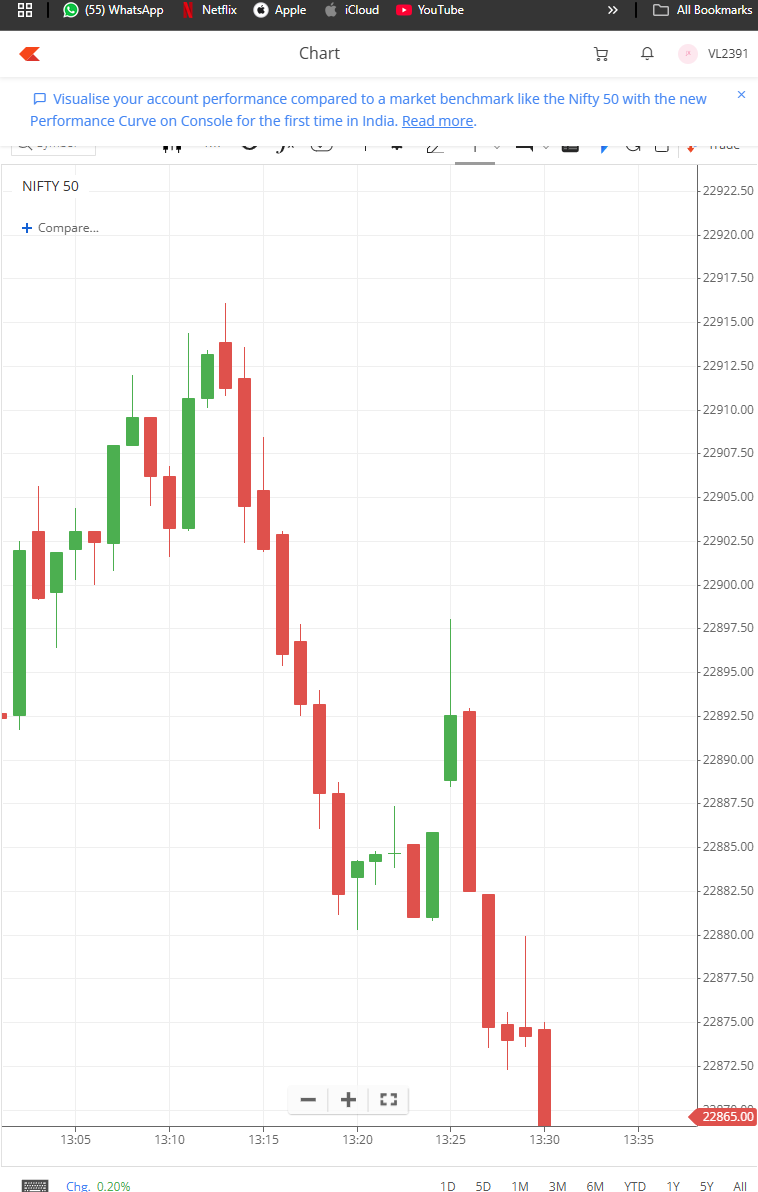 (55) WhatsApp Netflix Apple iCloud YouTube » All Bookmarks
Chart VL2391
Visualise your account performance compared to a market benchmark like the Nifty 50 with the new
Performance Curve on Console for the first time in India. Read more.
NIFTY 50
+ Compare...
22922.50
22920.00
22917.50
22915.00
22912.50
22910.00
22907.50
22905.00
22902.50
22900.00
22897.50
22895.00
22892.50
22890.00
22887.50
22885.00
22882.50
22880.00
22877.50
22875.00
22872.50
22865.00
13:05 13:10 13:15 13:20 13:25 13:30 13:35
Chg. 0.20% 1D 5D 1M 3M 6M YTD 1Y 5Y All